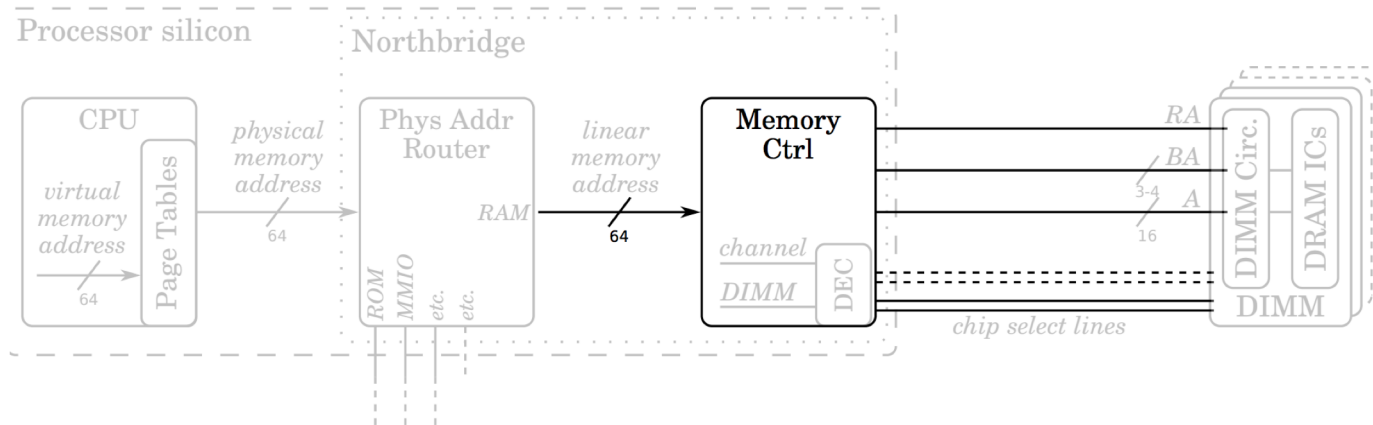 Processor silicon
Northbridge
CPU
virtual
memory
address
64
Page Tables
physical
memory
address
64
Phys Addr
Router
RAM
ROM
MMIO
etc.
etc.
linear
memory
address
64
Memory
Ctrl
channel
DIMM
DEC
RA
BA
3-4
A
16
chip select lines
DIMM Circ.
DRAM ICs
DIMM